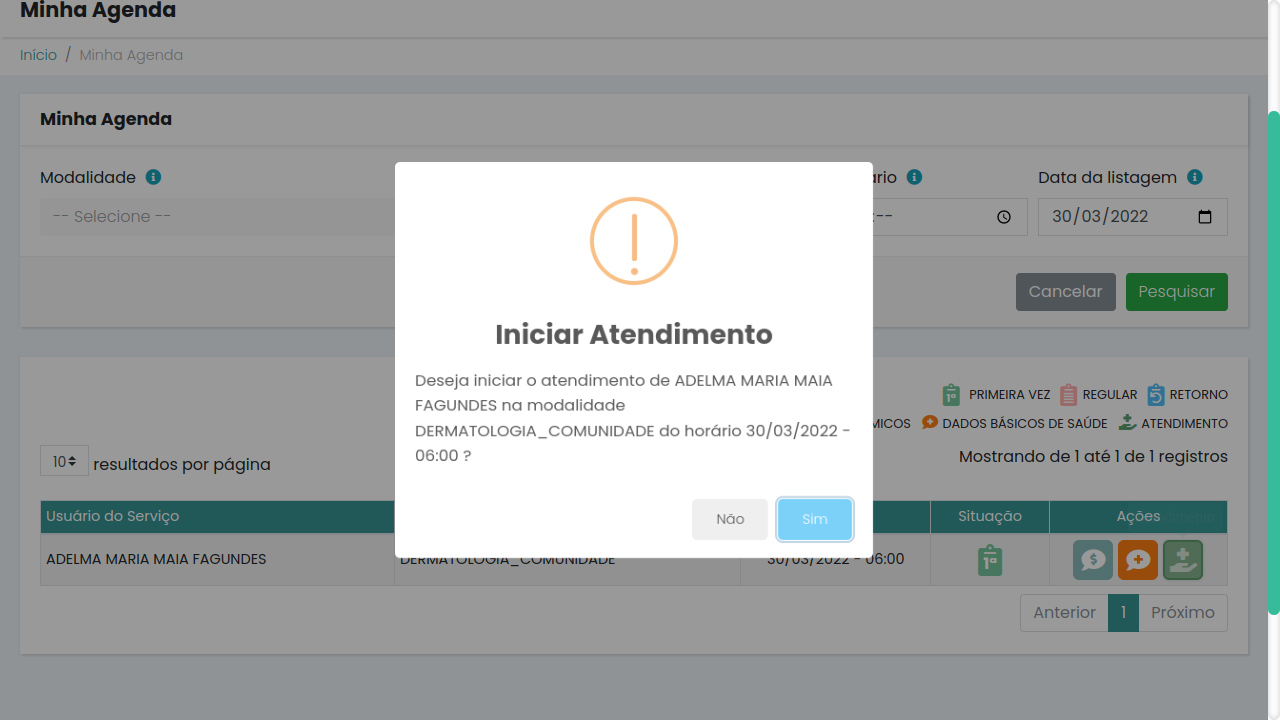 Minha Agenda
Início / Minha Agenda
Minha Agenda
Modalidade
Data da listagem
-- Selecione --
30/03/2022
Cancelar Pesquisar
Iniciar Atendimento
Deseja iniciar o atendimento de ADELMA MARIA MAIA
FAGUNDES na modalidade
DERMATOLOGIA_COMUNIDADE do horário 30/03/2022 -
06:00 ?
Não Sim
PRIMEIRA VEZ REGULAR RETORNO
DADOS BÁSICOS DE SAÚDE ATENDIMENTO
10 resultados por página
Mostrando de 1 até 1 de 1 registros
Usuário do Serviço Situação Ações
ADELMA MARIA MAIA FAGUNDES DERMATOLOGIA_COMUNIDADE 30/03/2022 - 06:00 1ª
Anterior 1 Próximo